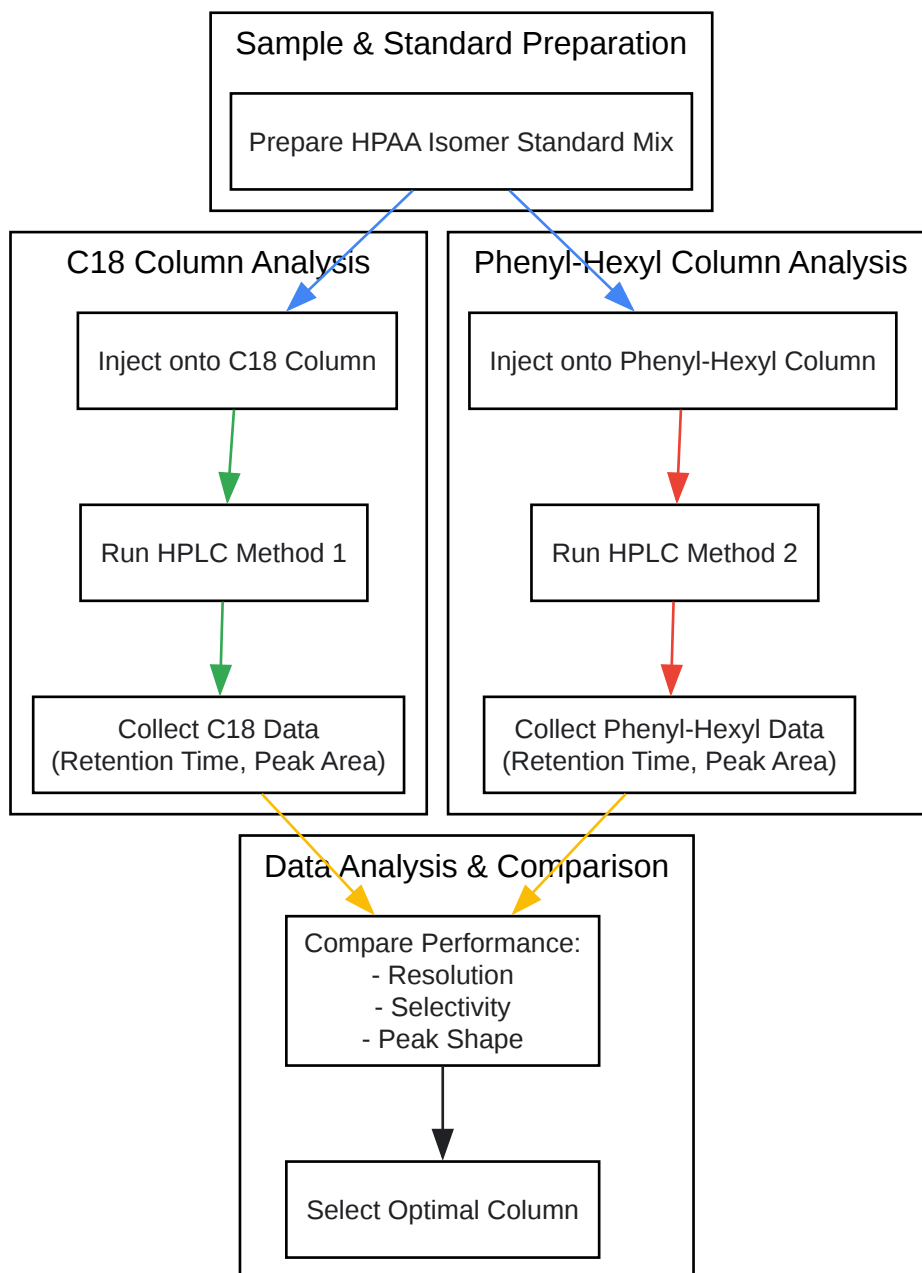 Sample & Standard Preparation
Prepare HPAA Isomer Standard Mix
C18 Column Analysis
Inject onto C18 Column
Run HPLC Method 1
Collect C18 Data
(Retention Time, Peak Area)
Phenyl-Hexyl Column Analysis
Inject onto Phenyl-Hexyl Column
Run HPLC Method 2
Collect Phenyl-Hexyl Data
(Retention Time, Peak Area)
Data Analysis & Comparison
Compare Performance:
- Resolution
- Selectivity
- Peak Shape
Select Optimal Column